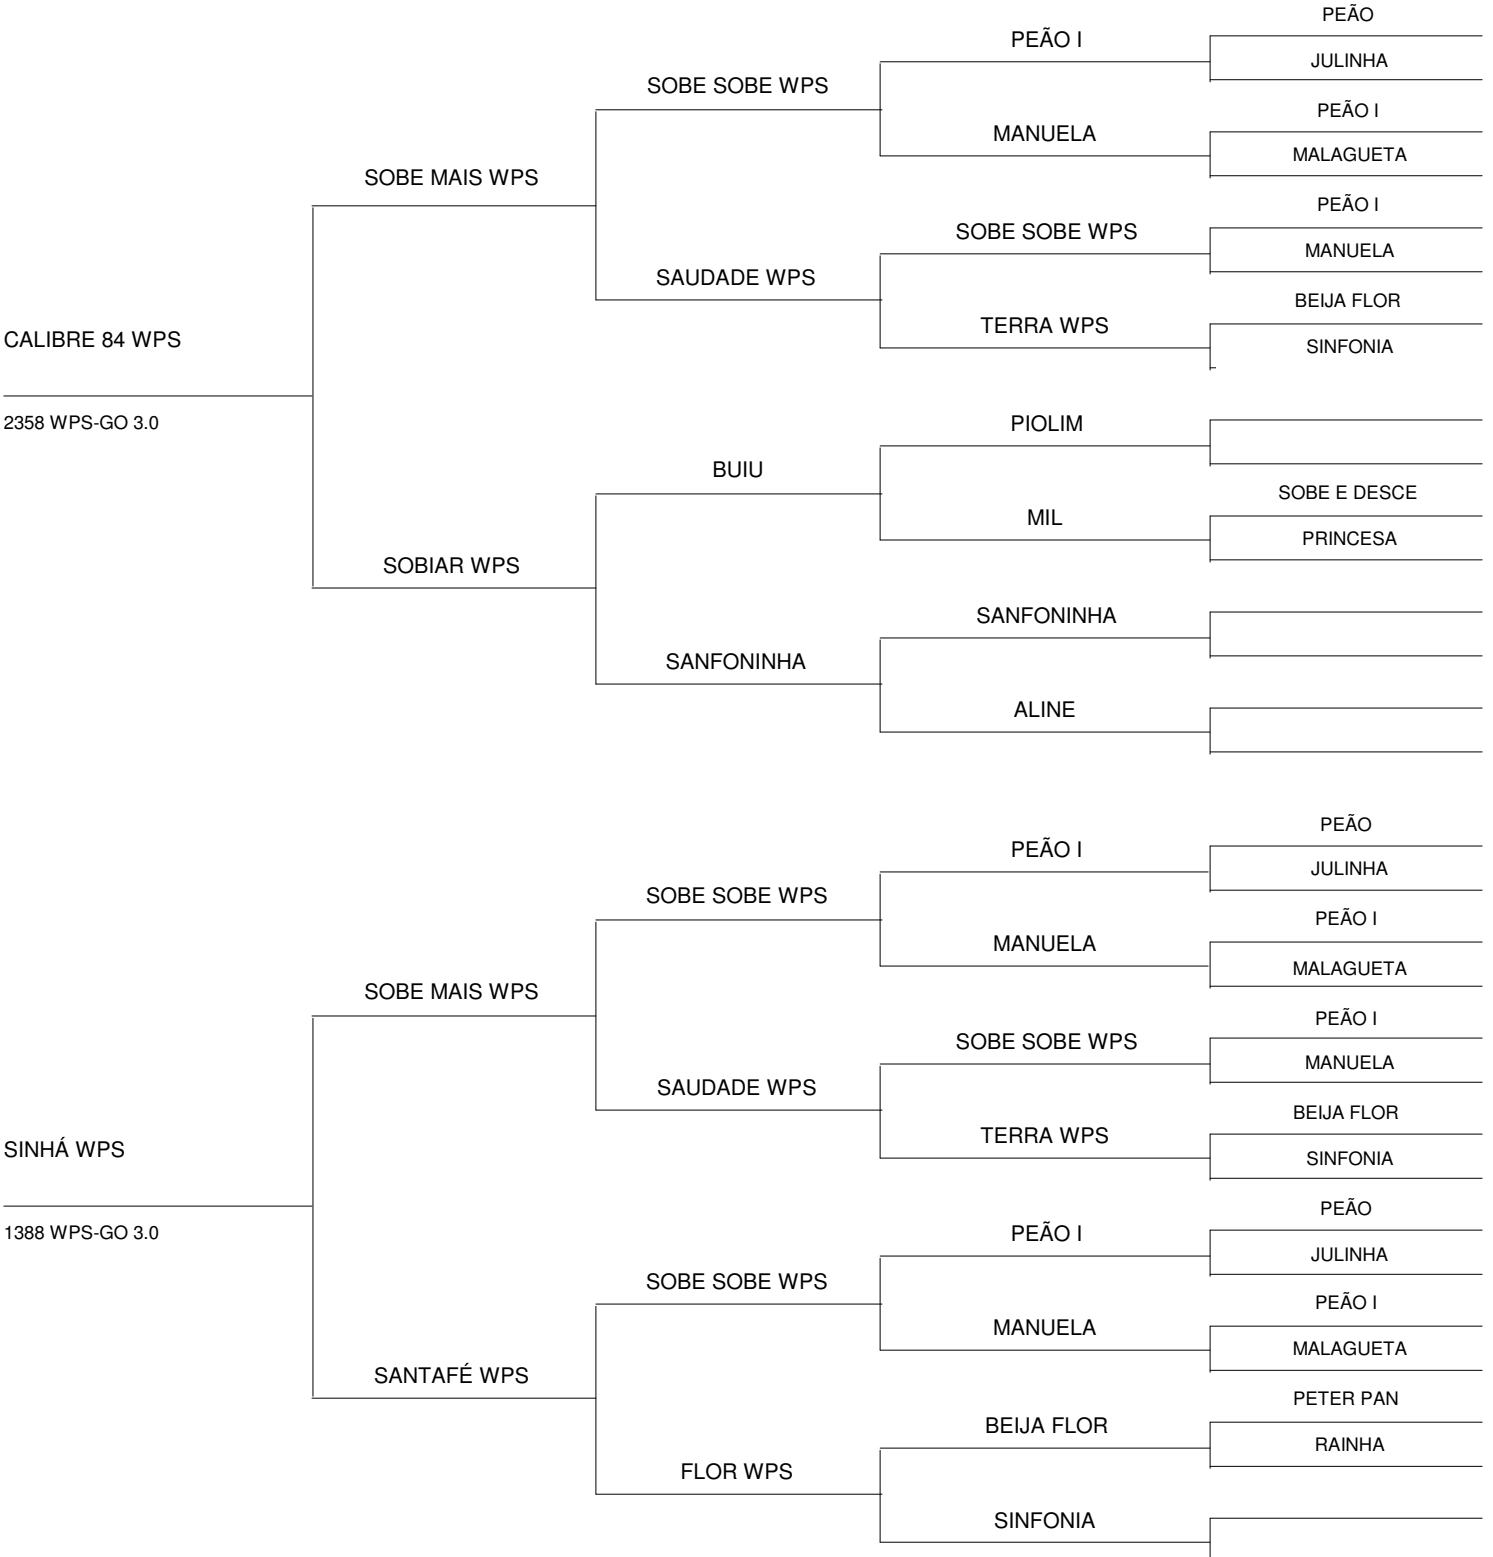 PEÃO
PEÃO I
JULINHA
SOBE SOBE WPS
PEÃO I
MANUELA
MALAGUETA
SOBE MAIS WPS
PEÃO I
SOBE SOBE WPS
MANUELA
SAUDADE WPS
BEIJA FLOR
TERRA WPS
CALIBRE 84 WPS
SINFONIA
2358 WPS-GO 3.0
PIOLIM
BUIU
SOBE E DESCE
MIL
PRINCESA
SOBIAR WPS
SANFONINHA
SANFONINHA
ALINE
PEÃO
PEÃO I
JULINHA
SOBE SOBE WPS
PEÃO I
MANUELA
MALAGUETA
SOBE MAIS WPS
PEÃO I
SOBE SOBE WPS
MANUELA
SAUDADE WPS
BEIJA FLOR
TERRA WPS
SINHÁ WPS
SINFONIA
PEÃO
1388 WPS-GO 3.0
PEÃO I
JULINHA
SOBE SOBE WPS
PEÃO I
MANUELA
MALAGUETA
SANTAFÉ WPS
PETER PAN
BEIJA FLOR
RAINHA
FLOR WPS
SINFONIA